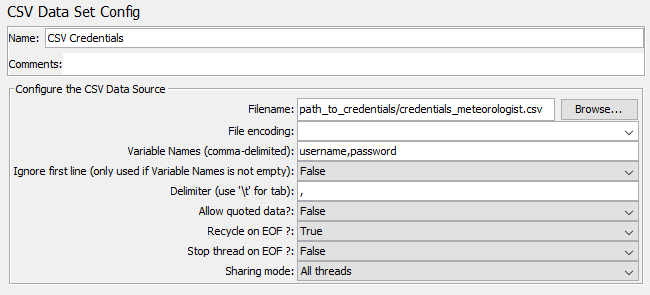 CSV Data Set Config
Name: CSV Credentials
Comments:
Configure the CSV Data Source
Filename: path_to_credentials/credentials_meteorologist.csv Browse...
File encoding:
Variable Names (comma-delimited): username,password
Ignore first line (only used if Variable Names is not empty): False
Delimiter (use '\t' for tab): ,
Allow quoted data?: False
Recycle on EOF ?: True
Stop thread on EOF ?: False
Sharing mode: All threads